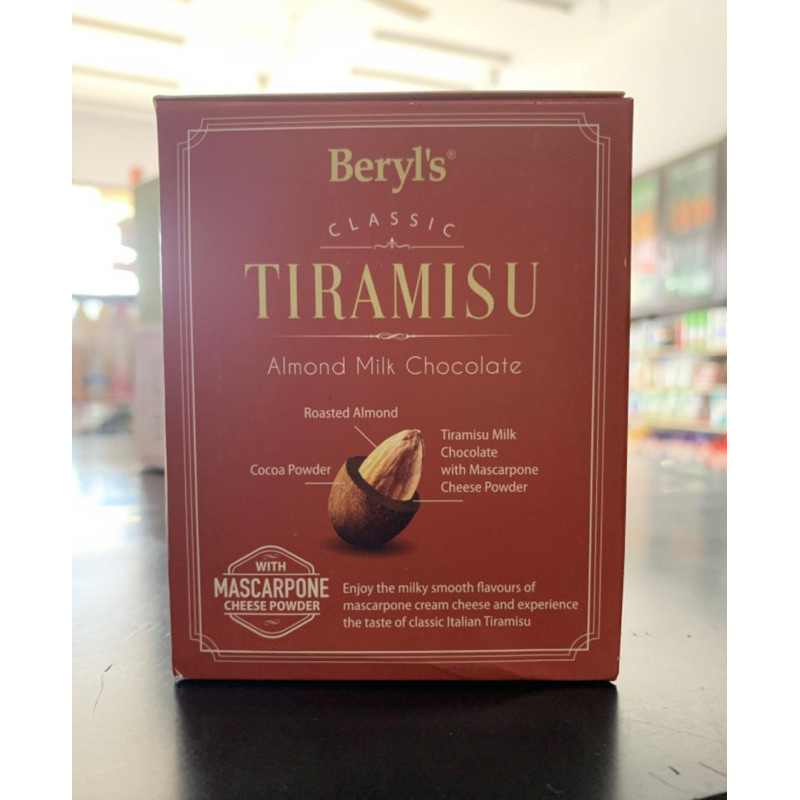 Beryl's®
CLASSIC
TIRAMISU
Almond Milk Chocolate
Roasted Almond
Tiramisu Milk
Chocolate
with Mascarpone
Cheese Powder
Cocoa Powder
WITH
MASCARPONE
CHEESE POWDER
Enjoy the milky smooth flavours of
mascarpone cream cheese and experience
the taste of classic Italian Tiramisu